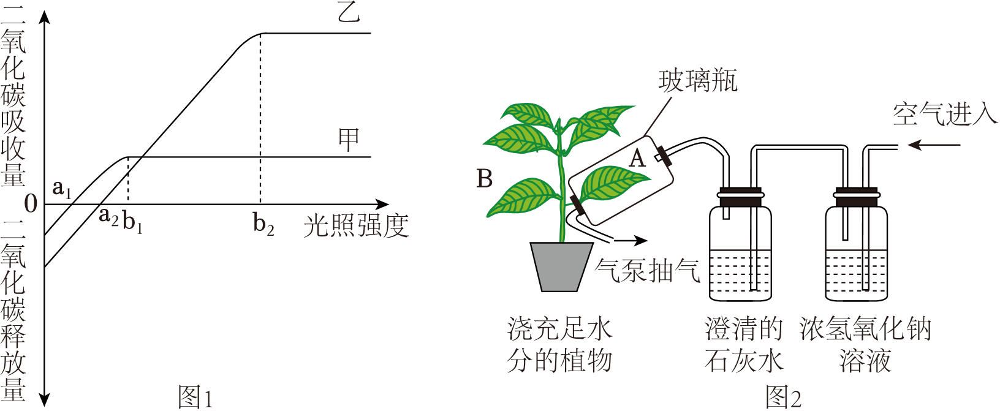 二氧化碳吸收量
二氧化碳释放量
0
a1
a2
b1
b2
乙
甲
光照强度
图1
玻璃瓶
空气进入
A
B
气泵抽气
浇充足水
分的植物
澄清的
石灰水
浓氢氧化钠
溶液
图2